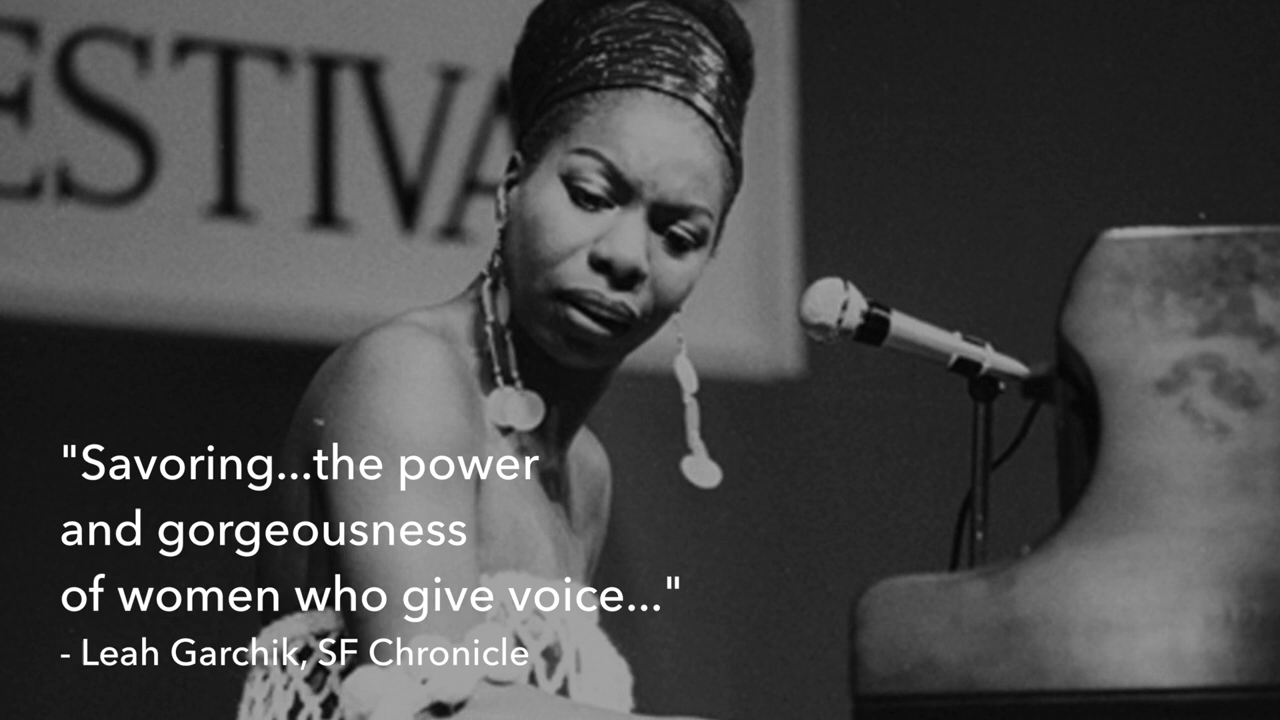 ESTIVA
"Savoring...the power
and gorgeousness
of women who give voice..."
- Leah Garchik, SF Chronicle